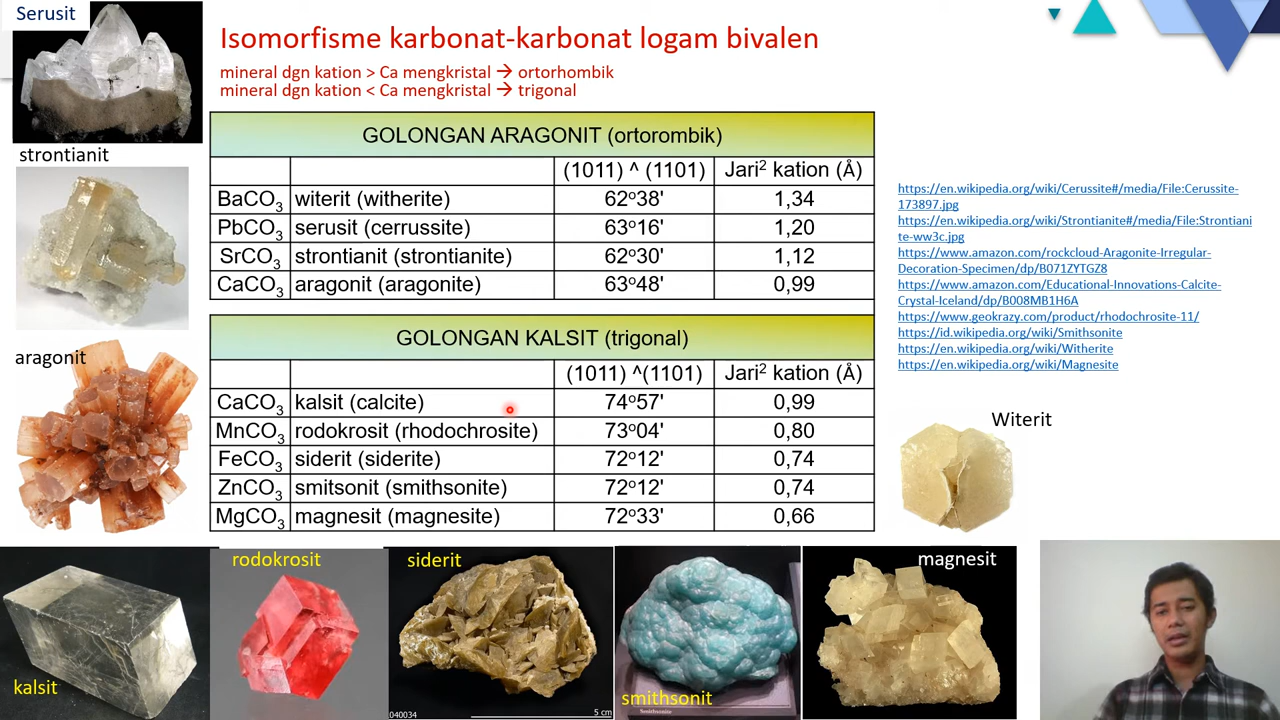 Serusit
Isomorfisme karbonat-karbonat logam bivalen
mineral dgn kation > Ca mengkristal → ortorhombik
mineral dgn kation < Ca mengkristal → trigonal
strontianit
aragonit
GOLONGAN ARAGONIT (ortorombik)
(1011) ^ (1101) Jari² kation (Å)
BaCO₃ witerit (witherite) 62°38' 1,34
PbCO₃ serusit (cerrussite) 63°16' 1,20
SrCO₃ strontianit (strontianite) 62°30' 1,12
CaCO₃ aragonit (aragonite) 63°48' 0,99
GOLONGAN KALSIT (trigonal)
(1011) ^(1101) Jari² kation (Å)
CaCO₃ kalsit (calcite) 74°57' 0,99
MnCO₃ rodokrosit (rhodochrosite) 73°04' 0,80
FeCO₃ siderit (siderite) 72°12' 0,74
ZnCO₃ smitsonit (smithsonite) 72°12' 0,74
MgCO₃ magnesit (magnesite) 72°33' 0,66
https://en.wikipedia.org/wiki/Cerussite#/media/File:Cerussite-
173897.jpg
https://en.wikipedia.org/wiki/Strontianite#/media/File:Strontiani
te-ww3c.jpg
https://www.amazon.com/rockcloud-Aragonite-Irregular-
Decoration-Specimen/dp/B071ZYTGZ8
https://www.amazon.com/Educational-Innovations-Calcite-
Crystal-Iceland/dp/B008MB1H6A
https://www.geokrazy.com/product/rhodochrosite-11/
https://id.wikipedia.org/wiki/Smithsonite
https://en.wikipedia.org/wiki/Witherite
https://en.wikipedia.org/wiki/Magnesite
Witerit
kalsit
rodokrosit
siderit
040034
5 cm
smithsonit
Smithsonite
magnesit